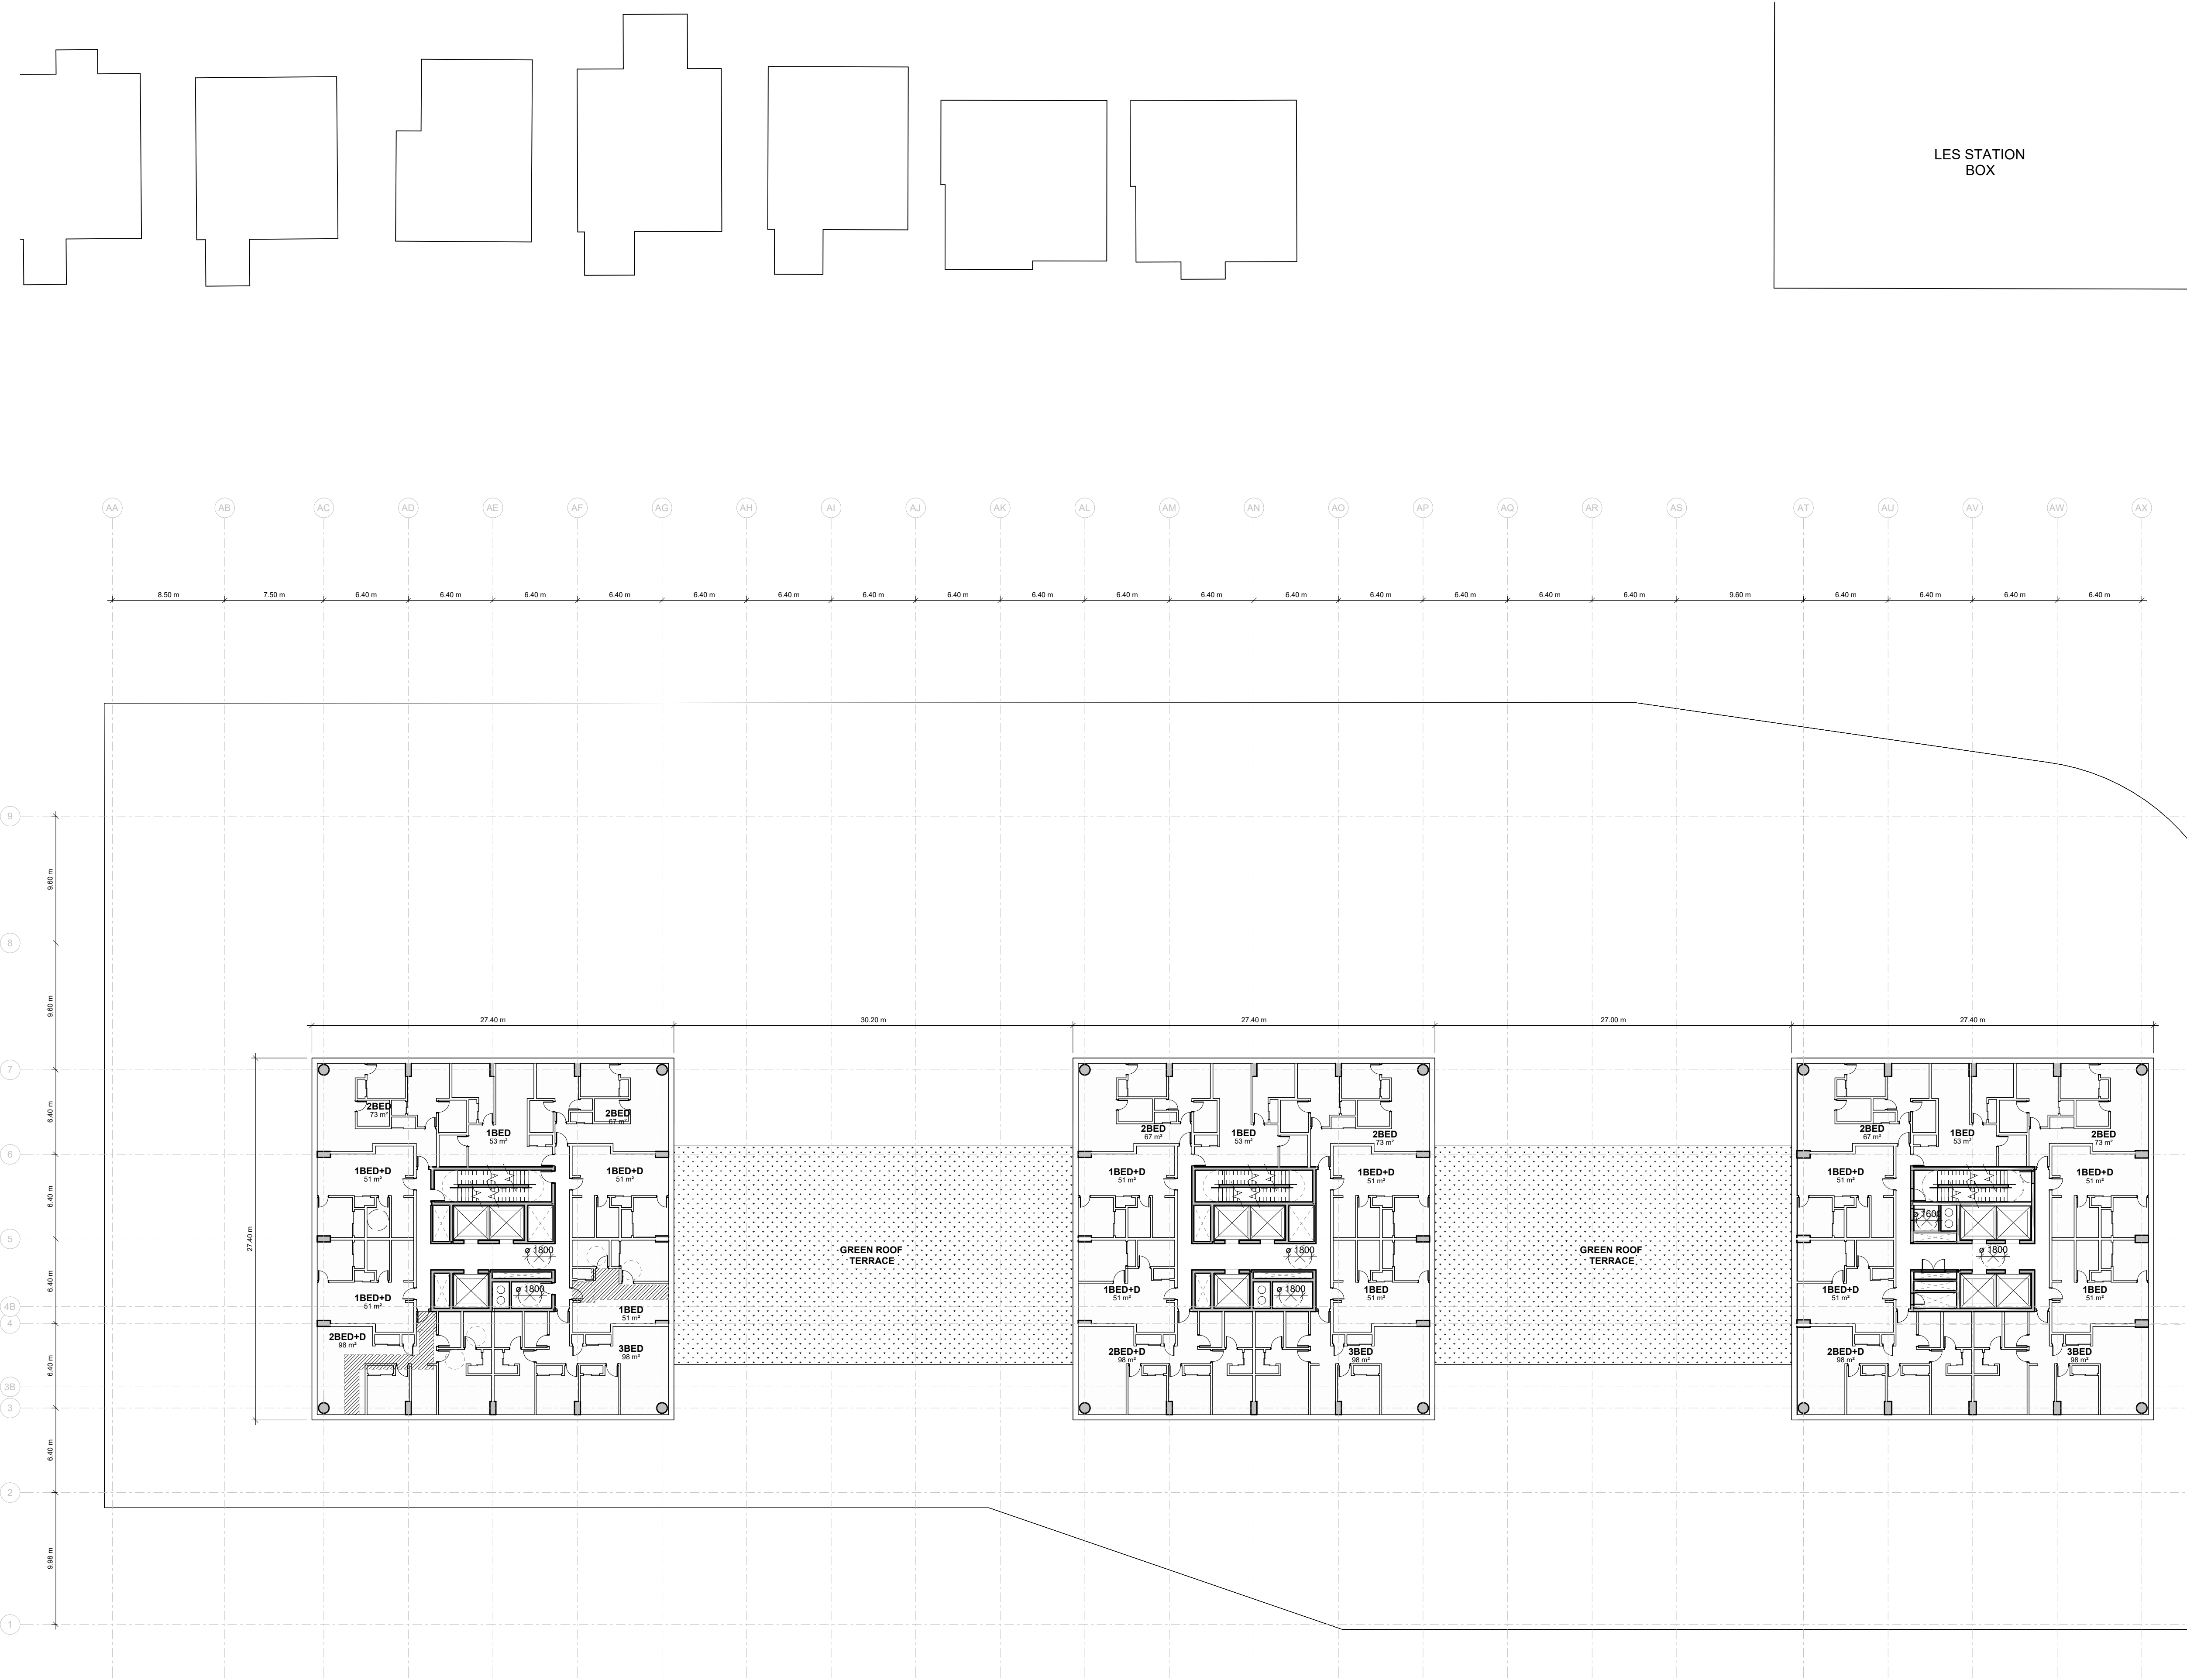 LES STATION
BOX
AA AB AC AD AE AF AG AH AI AJ AK AL AM AN AO AP AQ AR AS AT AU AV AW AX
8.50 m 7.50 m 6.40 m 6.40 m 6.40 m 6.40 m 6.40 m 6.40 m 6.40 m 6.40 m 6.40 m 6.40 m 6.40 m 6.40 m 6.40 m 6.40 m 6.40 m 6.40 m 9.60 m 6.40 m 6.40 m 6.40 m 6.40 m
9
9.60 m
8
9.60 m
7
6.40 m
6
6.40 m
5
6.40 m
4B
4
6.40 m
3B
3
6.40 m
2
9.98 m
1
27.40 m 30.20 m 27.40 m 27.00 m 27.40 m
27.40 m
2BED
73 m²
1BED
53 m²
2BED
67 m²
1BED+D
51 m²
1BED+D
51 m²
ø 1800
ø 1800
1BED+D
51 m²
1BED
51 m²
2BED+D
98 m²
3BED
98 m²
GREEN ROOF
TERRACE
2BED
67 m²
1BED
53 m²
2BED
73 m²
1BED+D
51 m²
1BED+D
51 m²
ø 1800
ø 1800
1BED+D
51 m²
1BED
51 m²
2BED+D
98 m²
3BED
98 m²
GREEN ROOF
TERRACE
2BED
67 m²
1BED
53 m²
2BED
73 m²
1BED+D
51 m²
1BED+D
51 m²
ø 1600
ø 1800
1BED+D
51 m²
1BED
51 m²
2BED+D
98 m²
3BED
98 m²